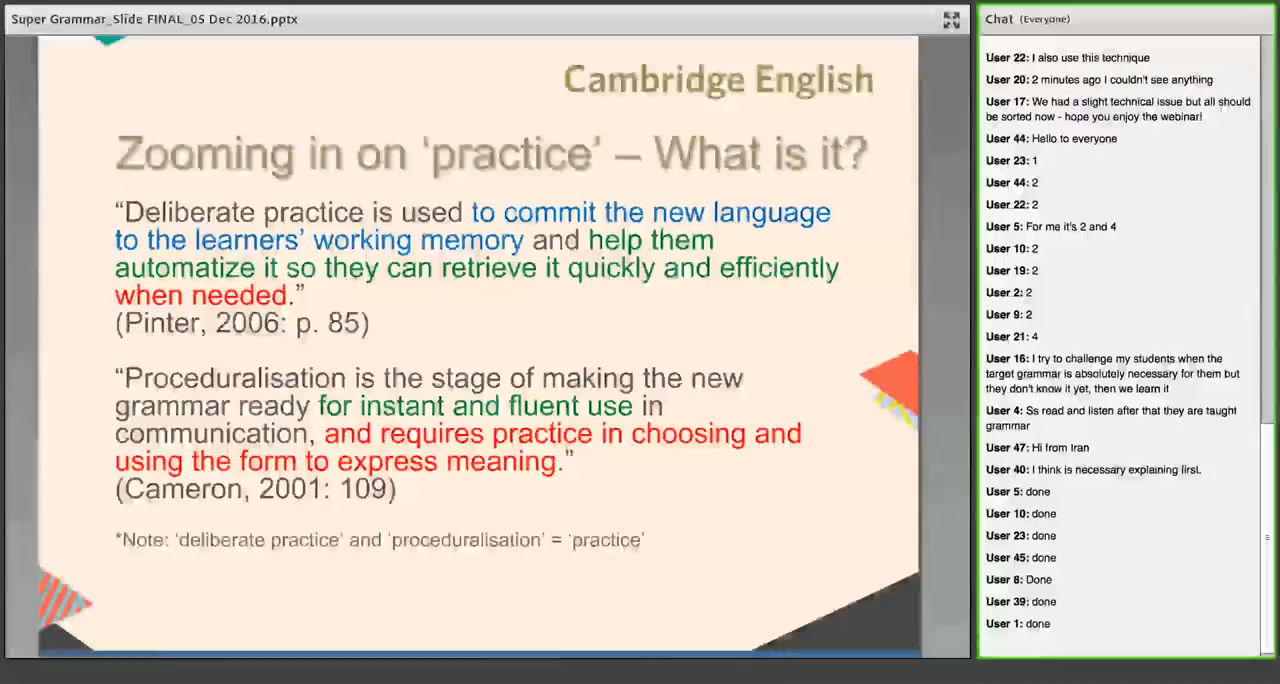 Super Grammar_Slide FINAL_05 Dec 2016.pptx
Cambridge English
Zooming in on ‘practice’ – What is it?
“Deliberate practice is used to commit the new language
to the learners’ working memory and help them
automatize it so they can retrieve it quickly and efficiently
when needed.”
(Pinter, 2006: p. 85)
“Proceduralisation is the stage of making the new
grammar ready for instant and fluent use in
communication, and requires practice in choosing and
using the form to express meaning.”
(Cameron, 2001: 109)
*Note: ‘deliberate practice’ and ‘proceduralisation’ = ‘practice’
Chat (Everyone)
User 22: I also use this technique
User 20: 2 minutes ago I couldn't see anything
User 17: We had a slight technical issue but all should
be sorted now - hope you enjoy the webinar!
User 44: Hello to everyone
User 23: 1
User 44: 2
User 22: 2
User 5: For me it's 2 and 4
User 10: 2
User 19: 2
User 2: 2
User 9: 2
User 21: 4
User 16: I try to challenge my students when the
target grammar is absolutely necessary for them but
they don't know it yet, then we learn it
User 4: Ss read and listen after that they are taught
grammar
User 47: Hi from Iran
User 40: I think is necessary explaining first.
User 5: done
User 10: done
User 23: done
User 45: done
User 8: Done
User 39: done
User 1: done